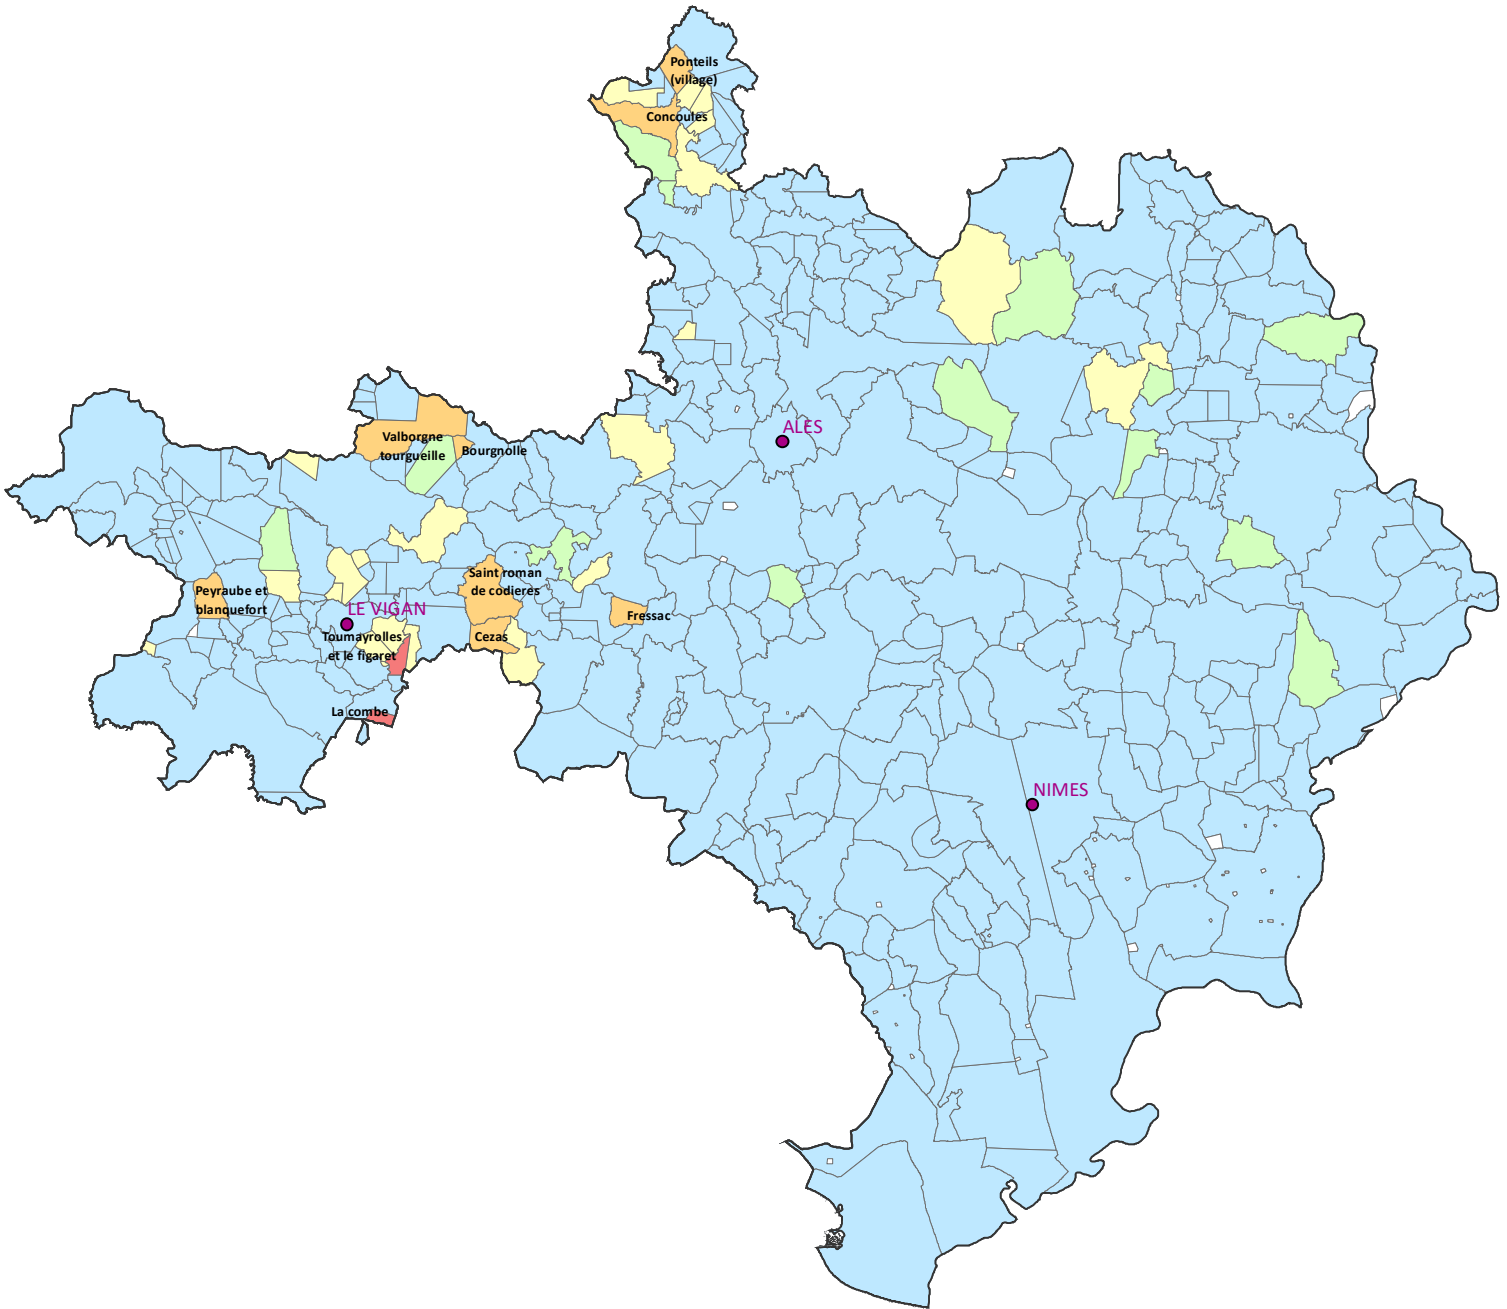 Ponteils
(village)
Concoules
ALES
Valborgne
tourgueille
Bourgnolle
Saint roman
de codieres
Peyraube et
blanquefort
LE VIGAN
Fressac
Toumayrolles
et le figaret
Cezas
La combe
NIMES